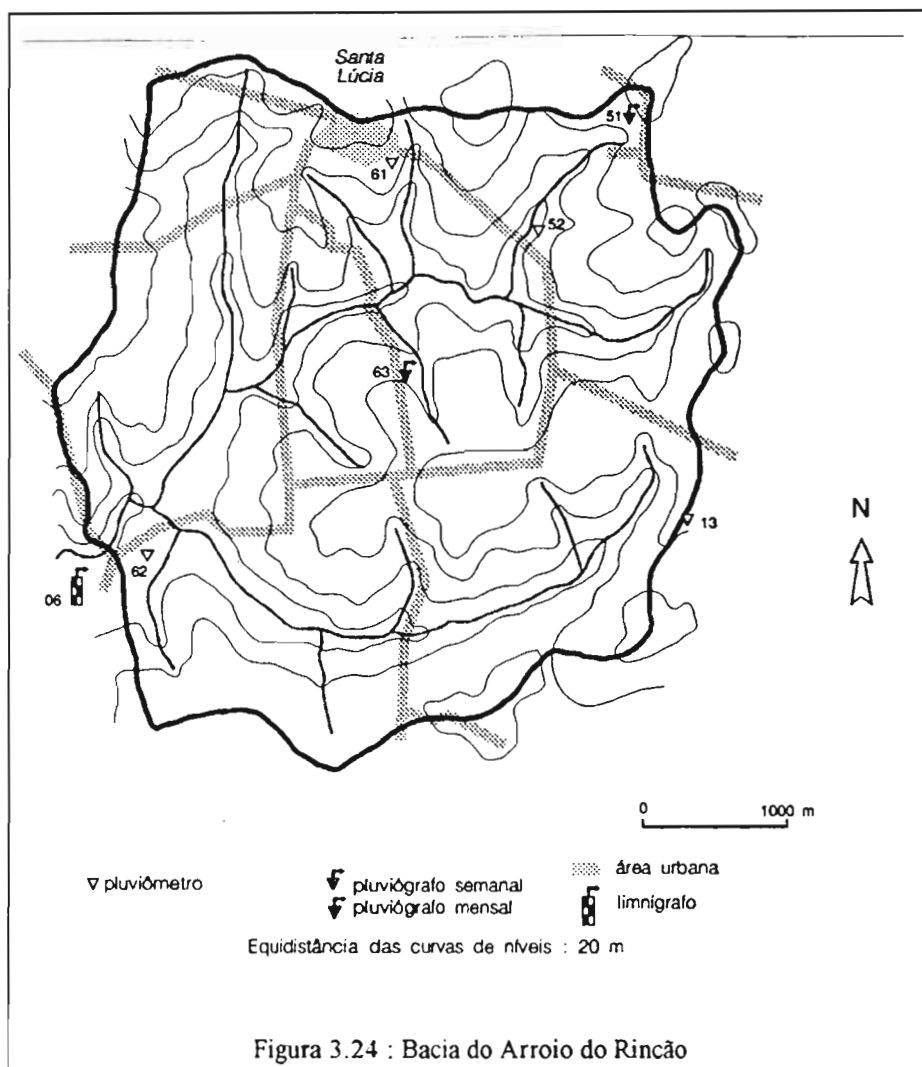 Santa
Lúcia
51
61
52
63
13
N
62
06
0 1000 m
pluviômetro
pluviógrafo semanal
pluviógrafo mensal
área urbana
limnígrafo
Equidistância das curvas de níveis : 20 m
Figura 3.24 : Bacia do Arroio do Rincão